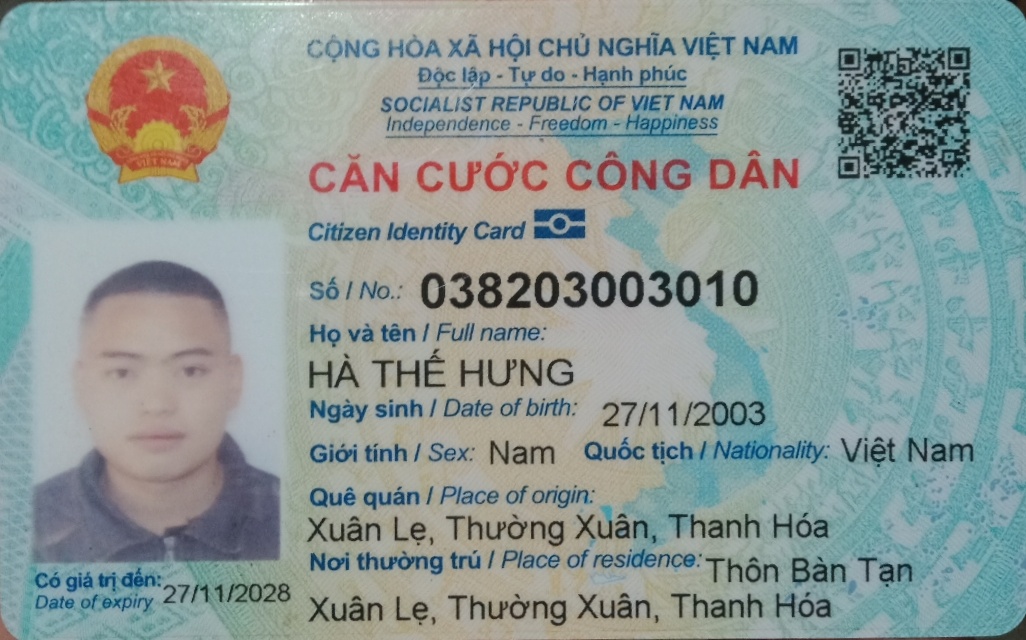 CỘNG HÒA XÃ HỘI CHỦ NGHĨA VIỆT NAM
Độc lập - Tự do - Hạnh phúc
SOCIALIST REPUBLIC OF VIET NAM
Independence - Freedom - Happiness
CĂN CƯỚC CÔNG DÂN
Citizen Identity Card
Số / No.: 038203003010
Họ và tên / Full name:
HÀ THẾ HƯNG
Ngày sinh / Date of birth: 27/11/2003
Giới tính / Sex: Nam Quốc tịch / Nationality: Việt Nam
Quê quán / Place of origin:
Xuân Lẹ, Thường Xuân, Thanh Hóa
Nơi thường trú / Place of residence: Thôn Bàn Tạn
Xuân Lẹ, Thường Xuân, Thanh Hóa
Có giá trị đến: 27/11/2028
Date of expiry
VIỆT NAM